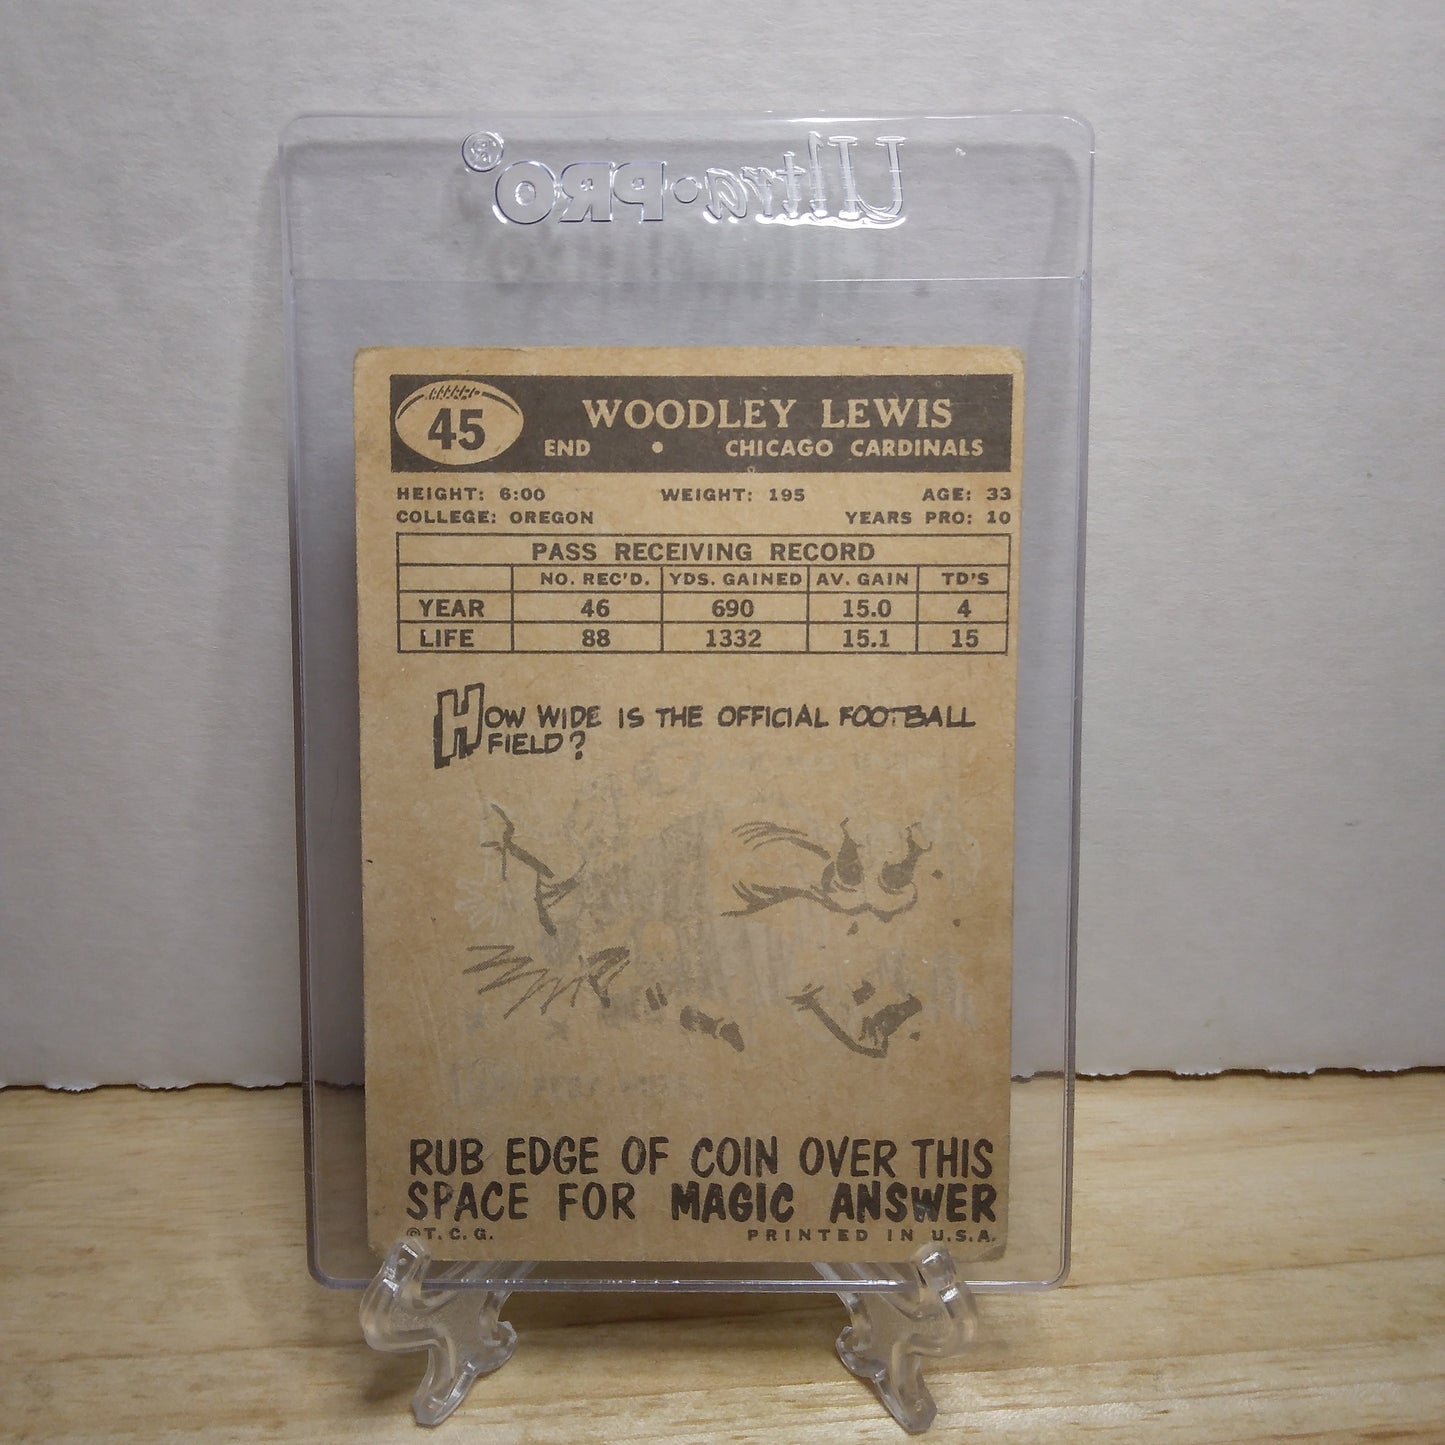 Ultra•PRO®
45
WOODLEY LEWIS
END • CHICAGO CARDINALS
HEIGHT: 6:00 WEIGHT: 195 AGE: 33
COLLEGE: OREGON YEARS PRO: 10
PASS RECEIVING RECORD
NO. REC'D. YDS. GAINED AV. GAIN TD'S
YEAR 46 690 15.0 4
LIFE 88 1332 15.1 15
HOW WIDE IS THE OFFICIAL FOOTBALL
FIELD?
RUB EDGE OF COIN OVER THIS
SPACE FOR MAGIC ANSWER
©T.C.G. PRINTED IN U.S.A.